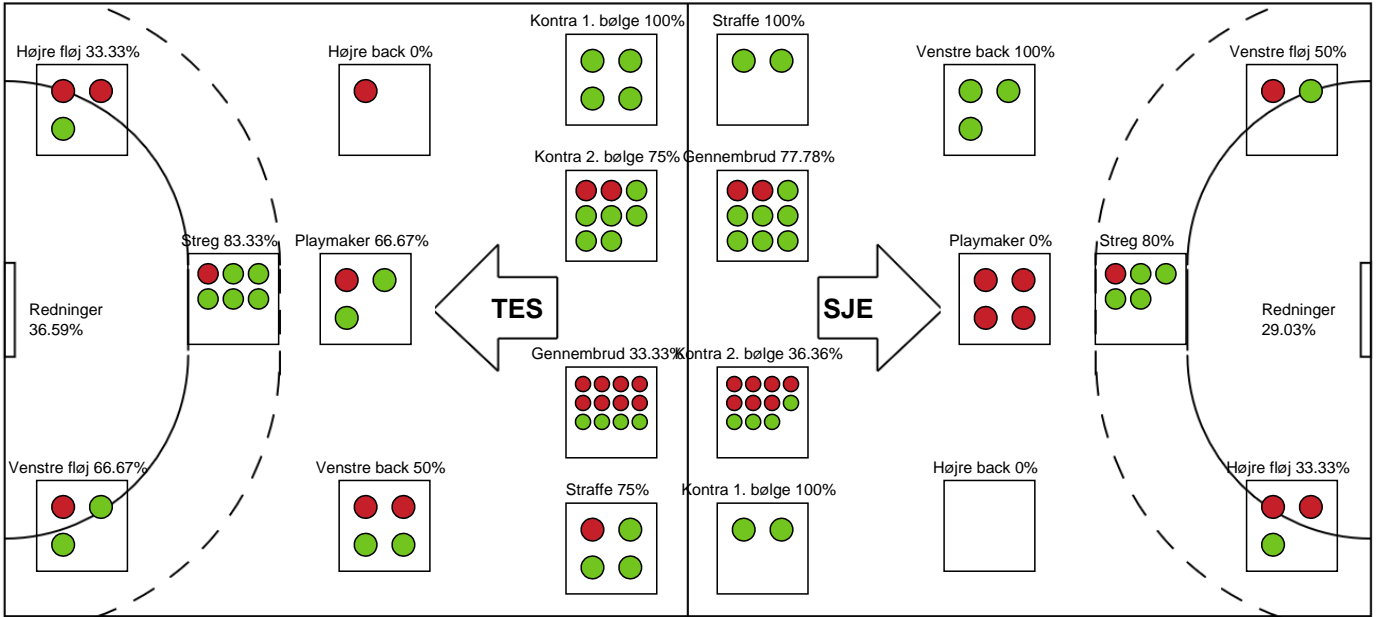 Kontra 1. bølge 100%
Straffe 100%
Højre fløj 33.33%
Højre back 0%
Venstre back 100%
Venstre fløj 50%
Kontra 2. bølge 75%
Gennembrud 77.78%
Streg 83.33%
Playmaker 66.67%
Playmaker 0%
Streg 80%
TES
SJE
Redninger
36.59%
Redninger
29.03%
Gennembrud 33.33%
Kontra 2. bølge 36.36%
Venstre fløj 66.67%
Venstre back 50%
Højre back 0%
Højre fløj 33.33%
Straffe 75%
Kontra 1. bølge 100%